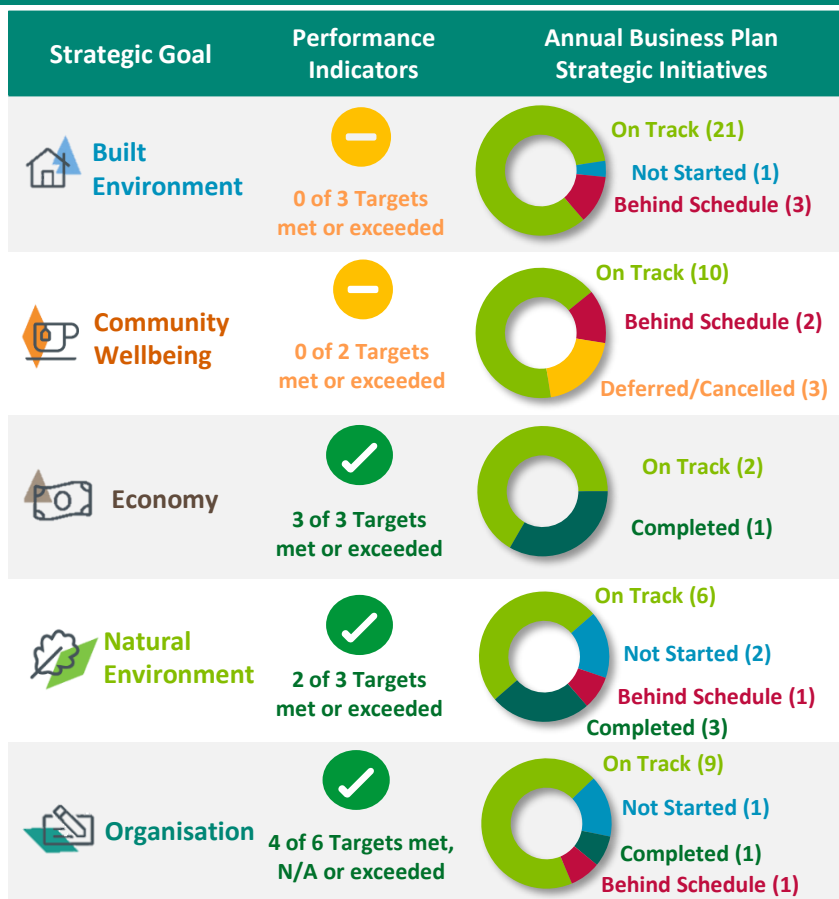 Strategic Goal
Performance
Indicators
Annual Business Plan
Strategic Initiatives
Built
Environment
0 of 3 Targets
met or exceeded
On Track (21)
Not Started (1)
Behind Schedule (3)
Community
Wellbeing
0 of 2 Targets
met or exceeded
On Track (10)
Behind Schedule (2)
Deferred/Cancelled (3)
Economy
3 of 3 Targets
met or exceeded
On Track (2)
Completed (1)
Natural
Environment
2 of 3 Targets
met or exceeded
On Track (6)
Not Started (2)
Behind Schedule (1)
Completed (3)
Organisation
4 of 6 Targets met,
N/A or exceeded
On Track (9)
Not Started (1)
Completed (1)
Behind Schedule (1)